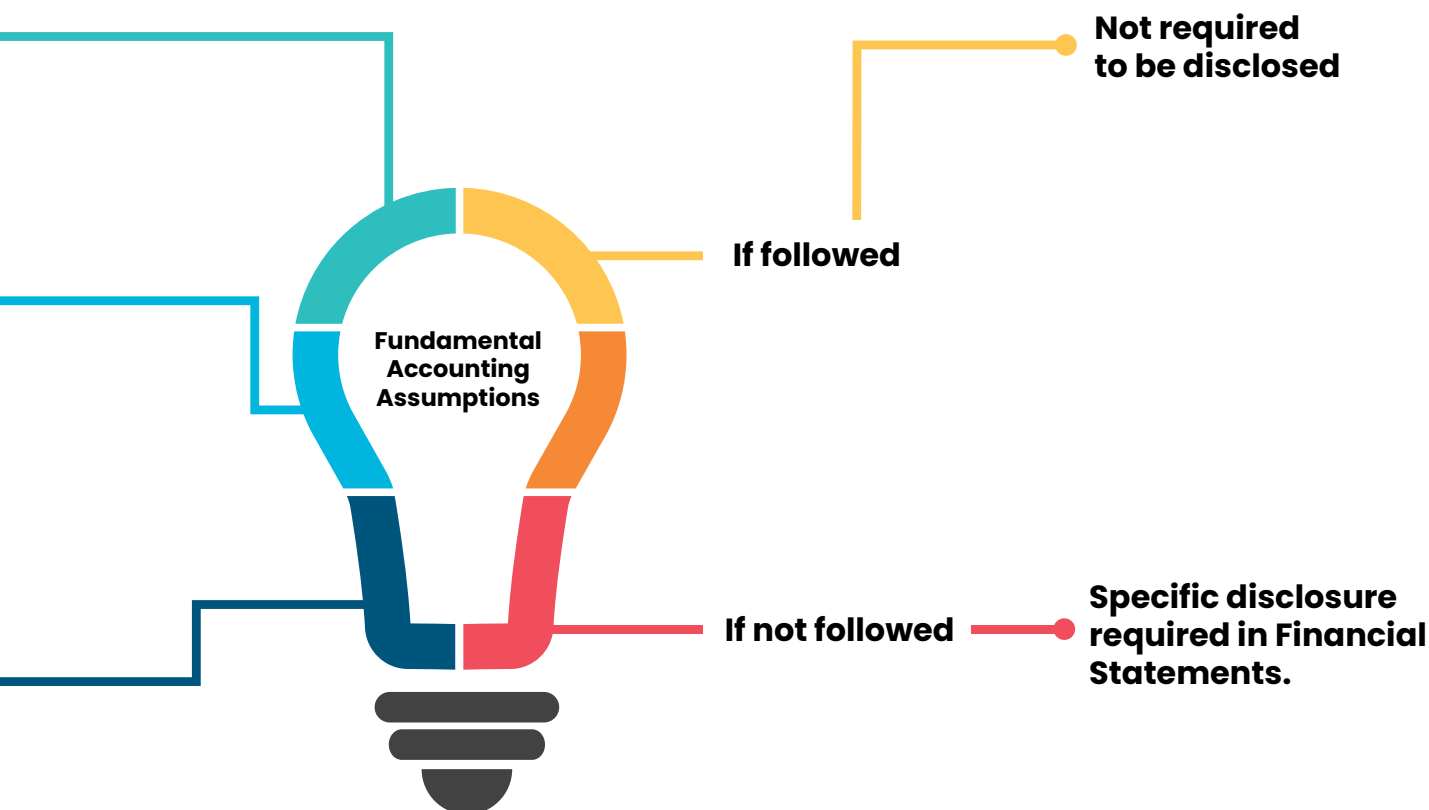 Not required
to be disclosed
If followed
Fundamental
Accounting
Assumptions
If not followed
Specific disclosure
required in Financial
Statements.